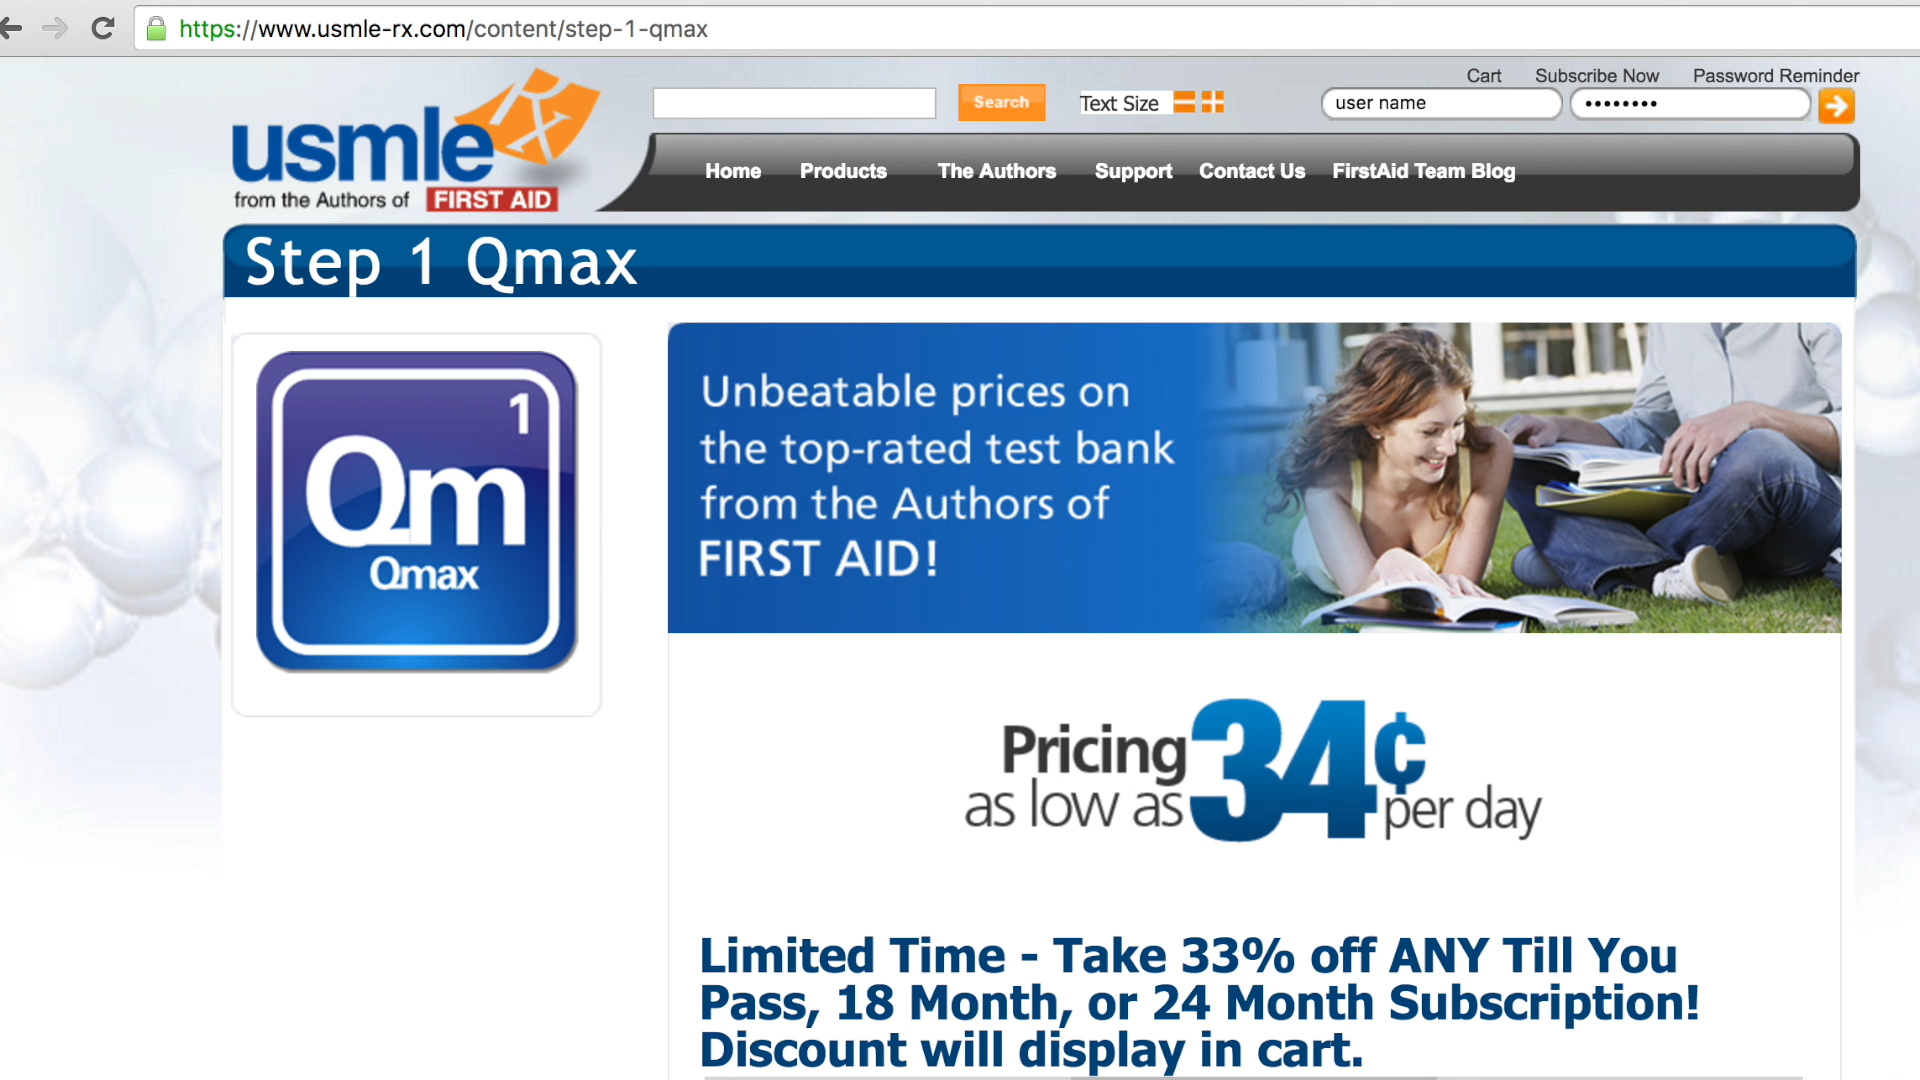 https://www.usmle-rx.com/content/step-1-qmax
Cart Subscribe Now Password Reminder
usmle Rx
from the Authors of FIRST AID
Search Text Size user name ••••••••
Home Products The Authors Support Contact Us FirstAid Team Blog
Step 1 Qmax
1
Qm
Qmax
Unbeatable prices on
the top-rated test bank
from the Authors of
FIRST AID!
Pricing
as low as 34¢ per day
Limited Time - Take 33% off ANY Till You
Pass, 18 Month, or 24 Month Subscription!
Discount will display in cart.